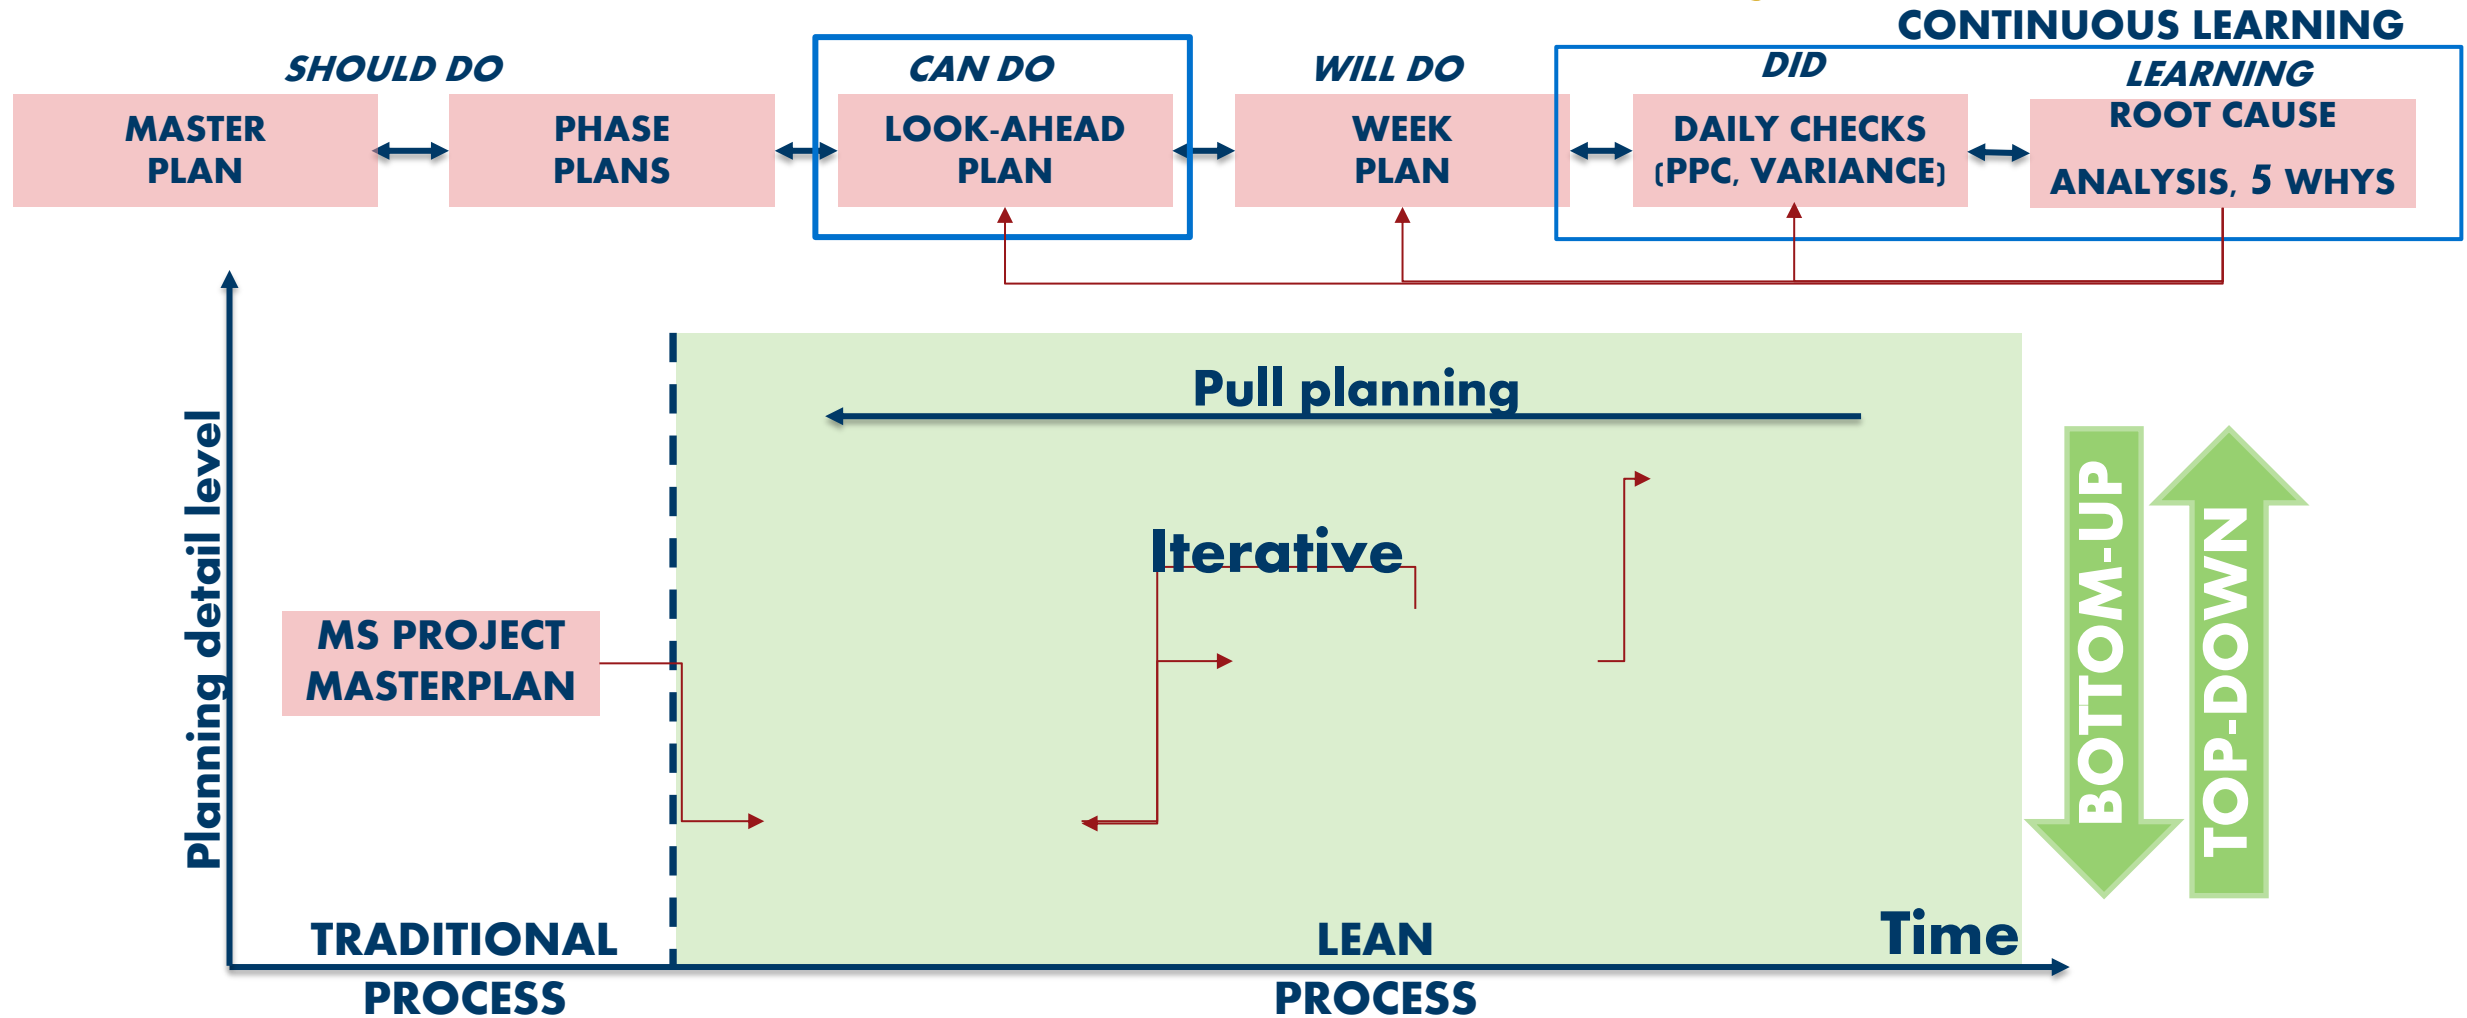 CONTINUOUS LEARNING
SHOULD DO
CAN DO
WILL DO
DID
LEARNING
MASTER
PLAN
PHASE
PLANS
LOOK-AHEAD
PLAN
WEEK
PLAN
DAILY CHECKS
(PPC, VARIANCE)
ROOT CAUSE
ANALYSIS, 5 WHYS
Planning detail level
Pull planning
Iterative
MS PROJECT
MASTERPLAN
BOTTOM-UP
TOP-DOWN
TRADITIONAL
PROCESS
LEAN
PROCESS
Time